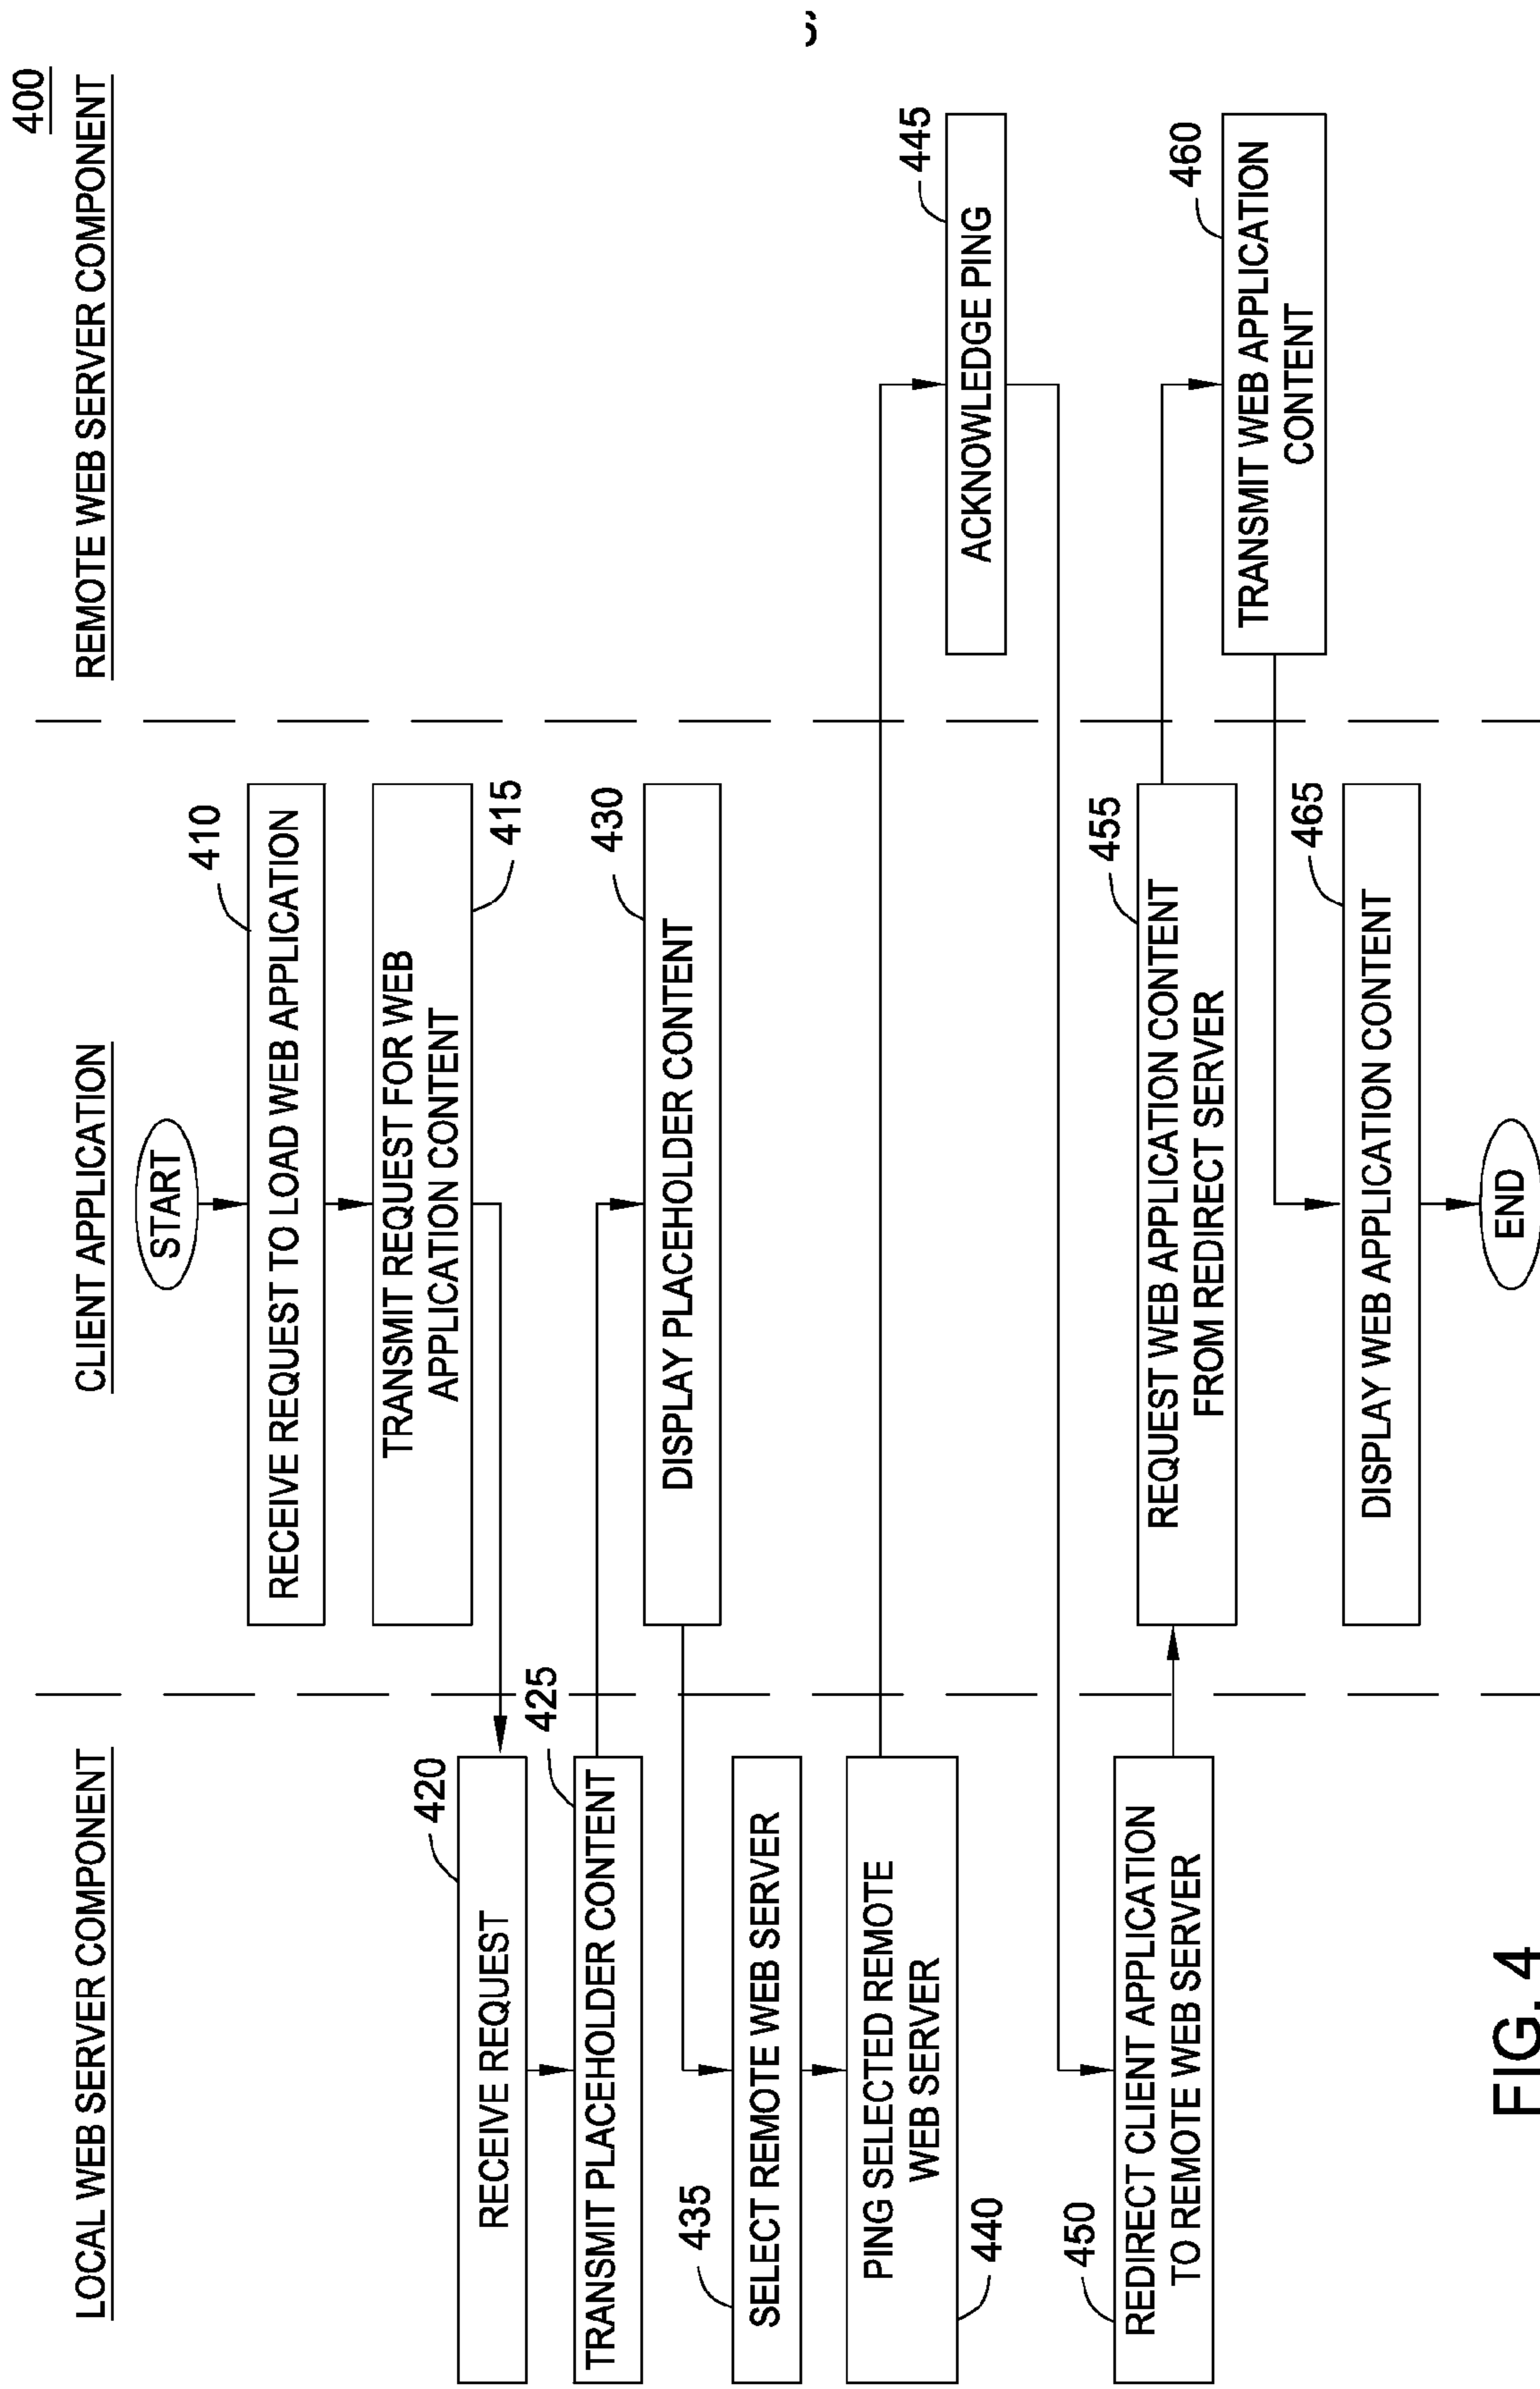 400
LOCAL WEB SERVER COMPONENT
CLIENT APPLICATION
REMOTE WEB SERVER COMPONENT
START
410
RECEIVE REQUEST TO LOAD WEB APPLICATION
TRANSMIT REQUEST FOR WEB
APPLICATION CONTENT
415
420
RECEIVE REQUEST
425
TRANSMIT PLACEHOLDER CONTENT
430
DISPLAY PLACEHOLDER CONTENT
435
SELECT REMOTE WEB SERVER
PING SELECTED REMOTE
WEB SERVER
440
445
ACKNOWLEDGE PING
450
REDIRECT CLIENT APPLICATION
TO REMOTE WEB SERVER
455
REQUEST WEB APPLICATION CONTENT
FROM REDIRECT SERVER
460
TRANSMIT WEB APPLICATION
CONTENT
465
DISPLAY WEB APPLICATION CONTENT
END
FIG. 4